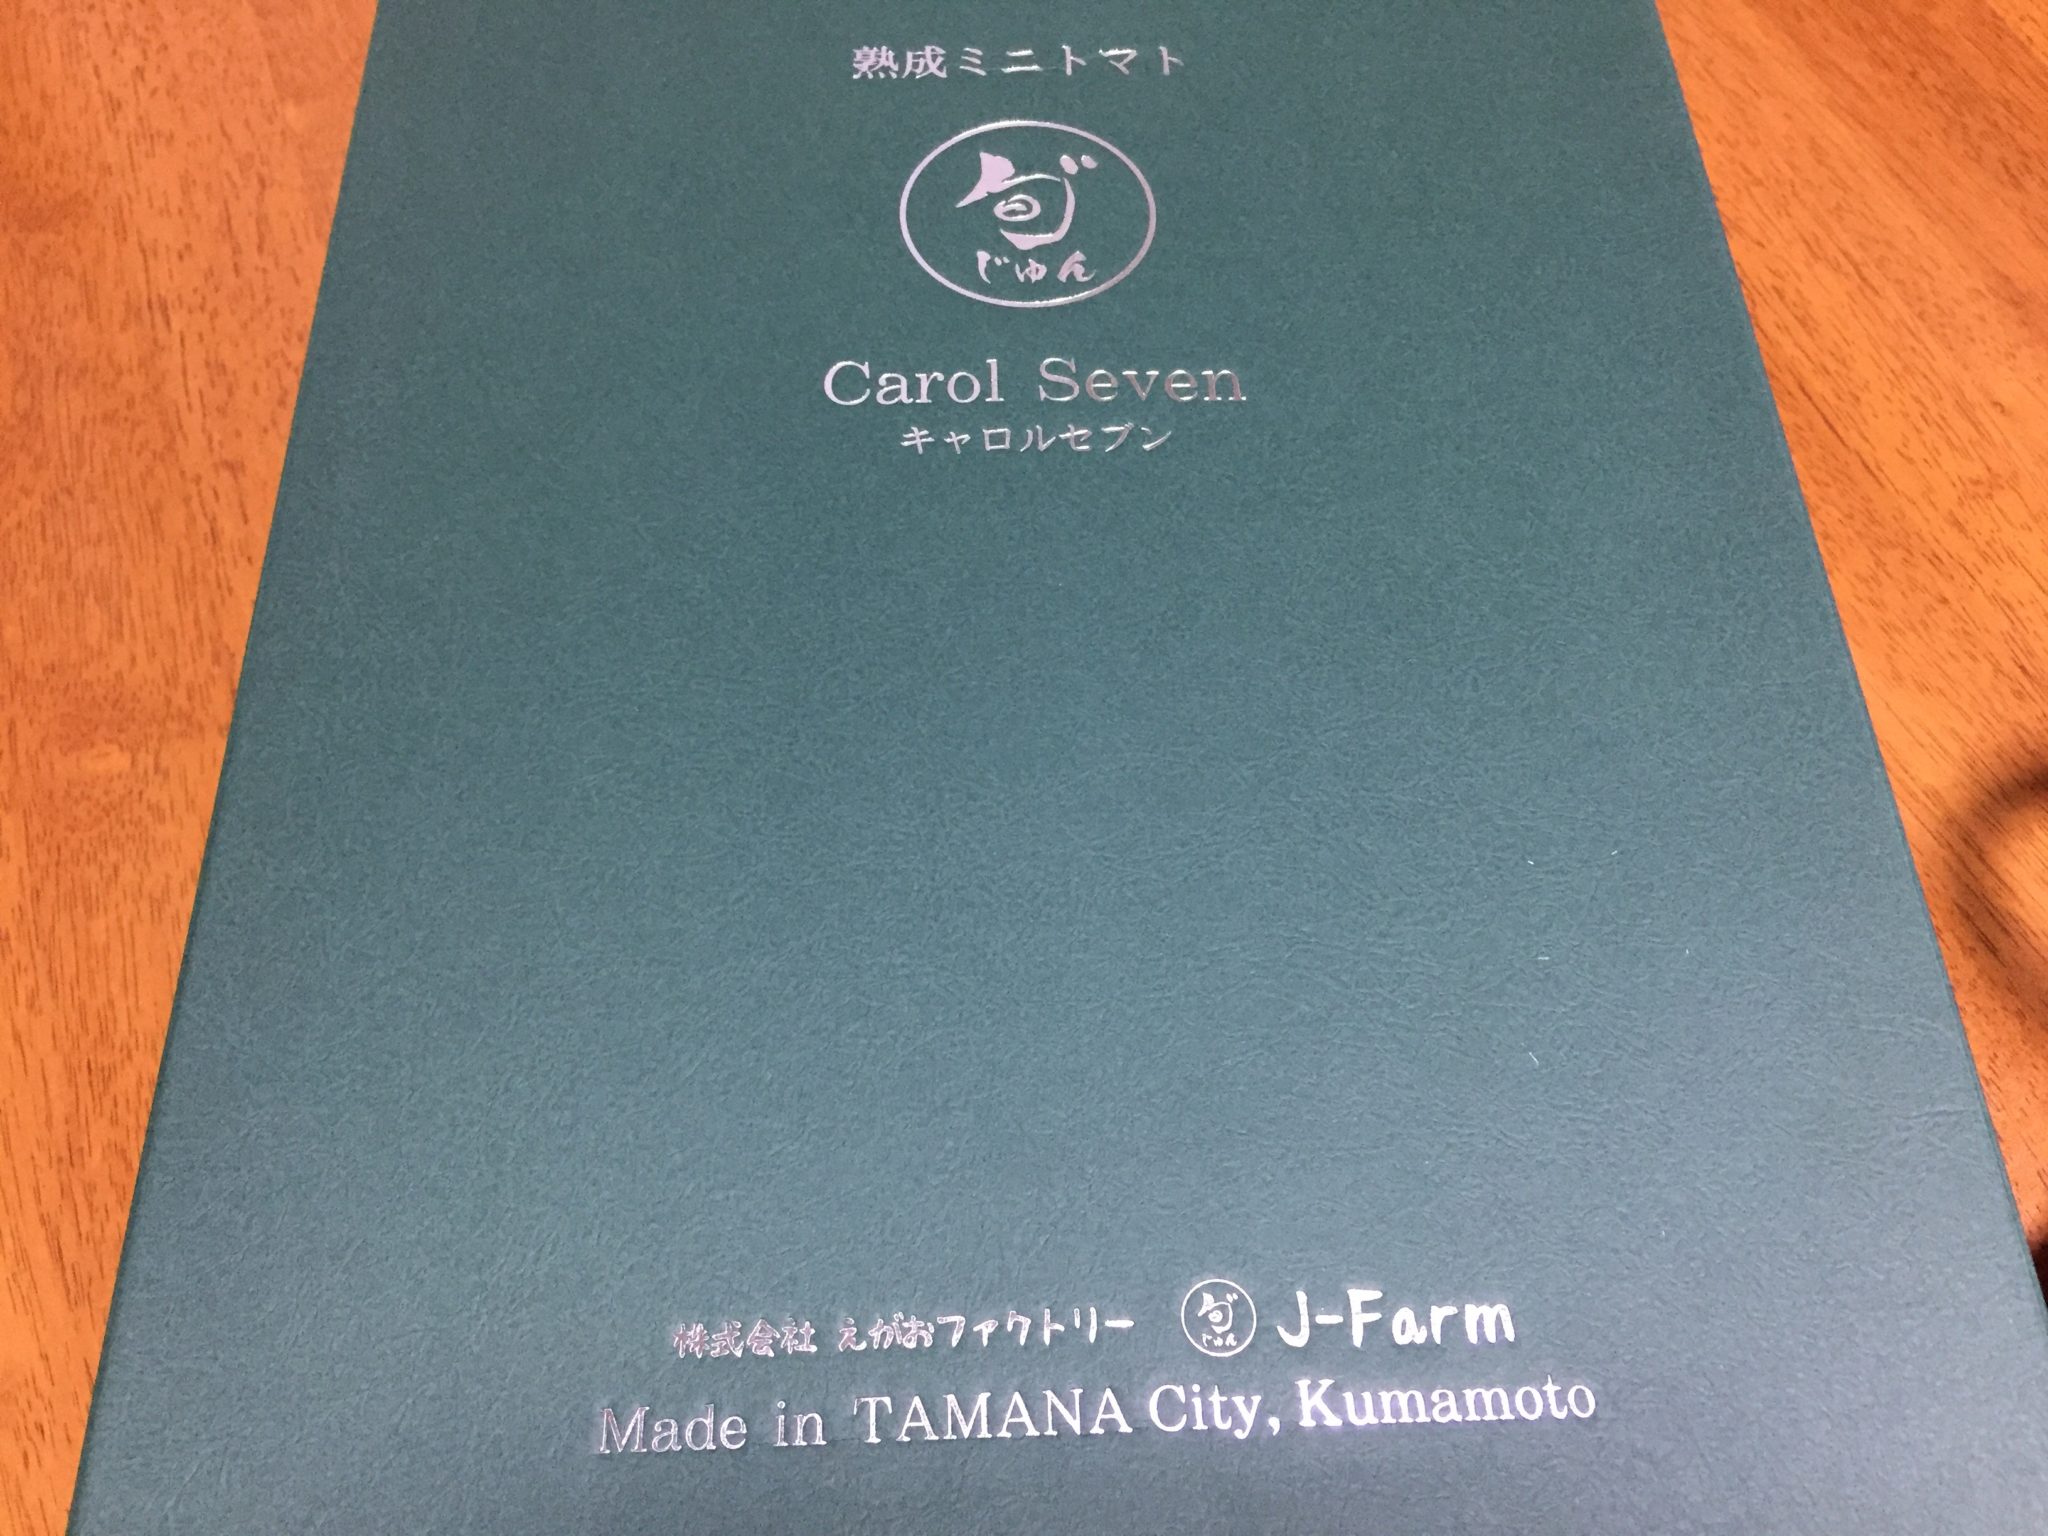 熟成ミニトマト
旬
じゅん
Carol Seven
キャロルセブン
株式会社 えがおファクトリー 旬 じゅん J-Farm
Made in TAMANA City, Kumamoto